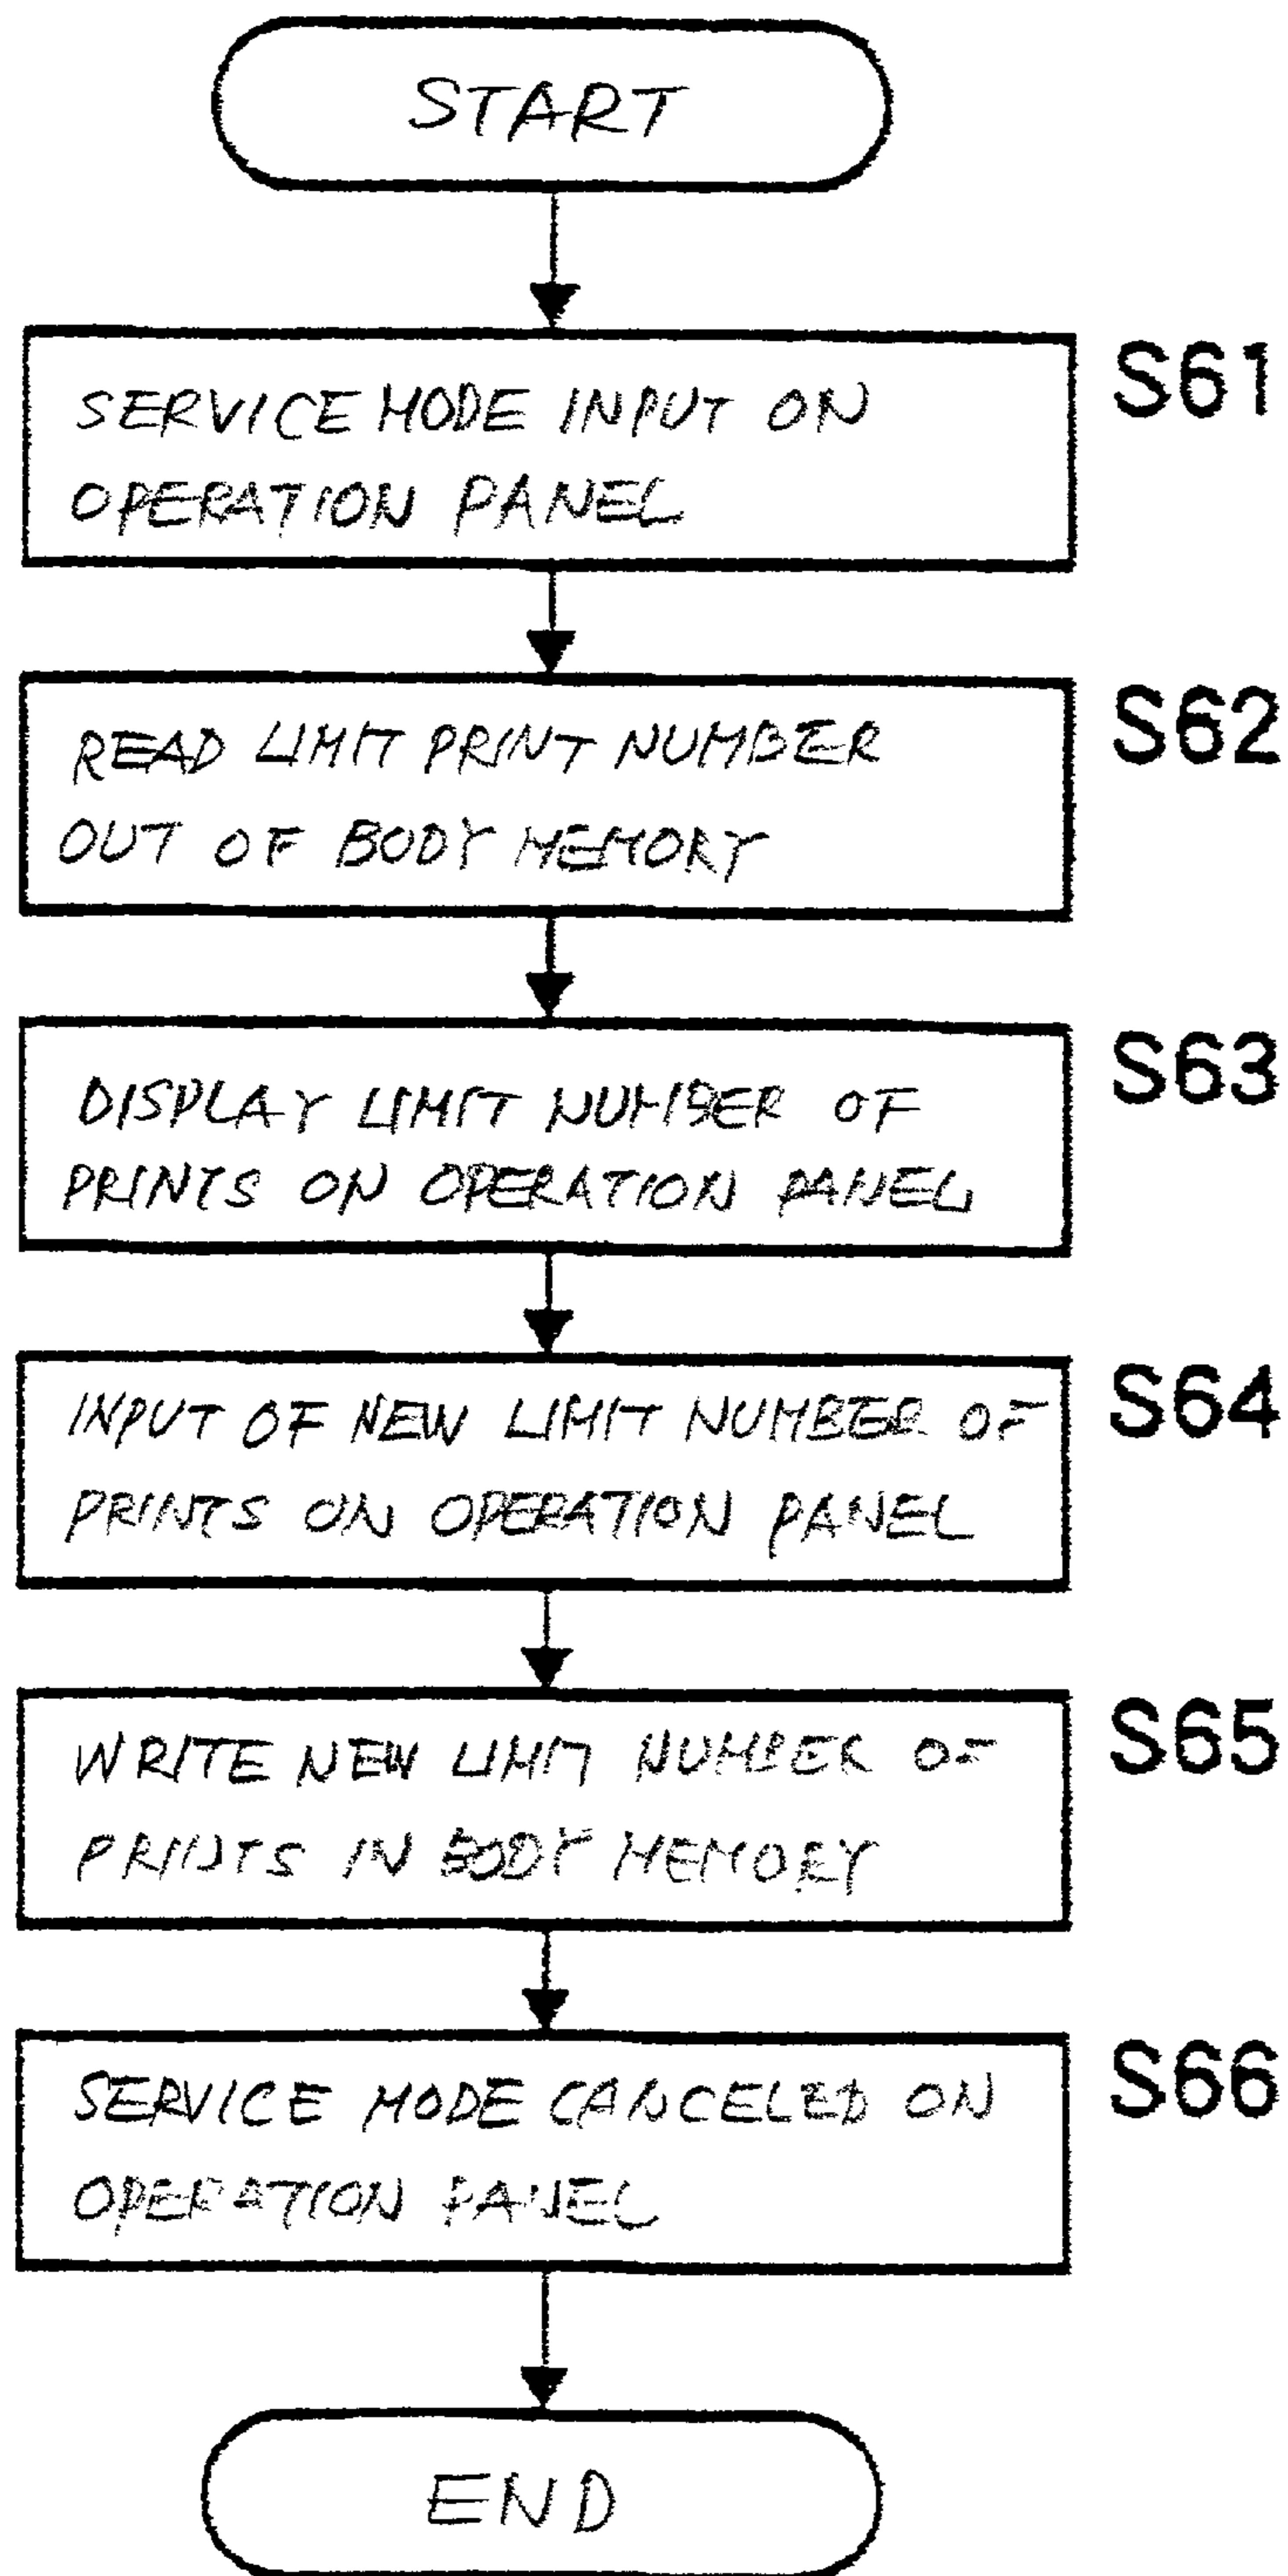 START
SERVICE MODE INPUT ON
OPERATION PANEL
S61
READ LIMIT PRINT NUMBER
OUT OF BODY MEMORY
S62
DISPLAY LIMIT NUMBER OF
PRINTS ON OPERATION PANEL
S63
INPUT OF NEW LIMIT NUMBER OF
PRINTS ON OPERATION PANEL
S64
WRITE NEW LIMIT NUMBER OF
PRINTS IN BODY MEMORY
S65
SERVICE MODE CANCELED ON
OPERATION PANEL
S66
END